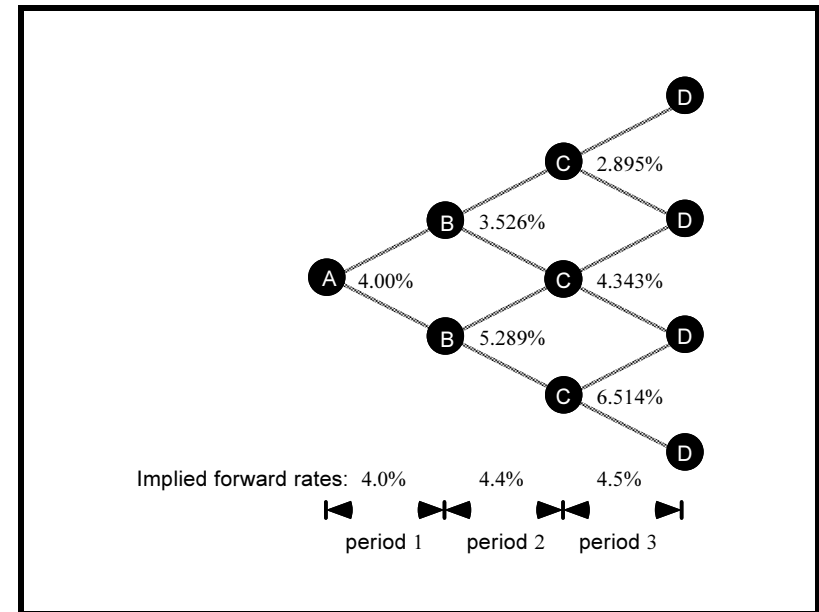 D
C 2.895%
B 3.526% D
A 4.00% C 4.343%
B 5.289% D
C 6.514%
D
Implied forward rates: 4.0% 4.4% 4.5%
period 1 period 2 period 3